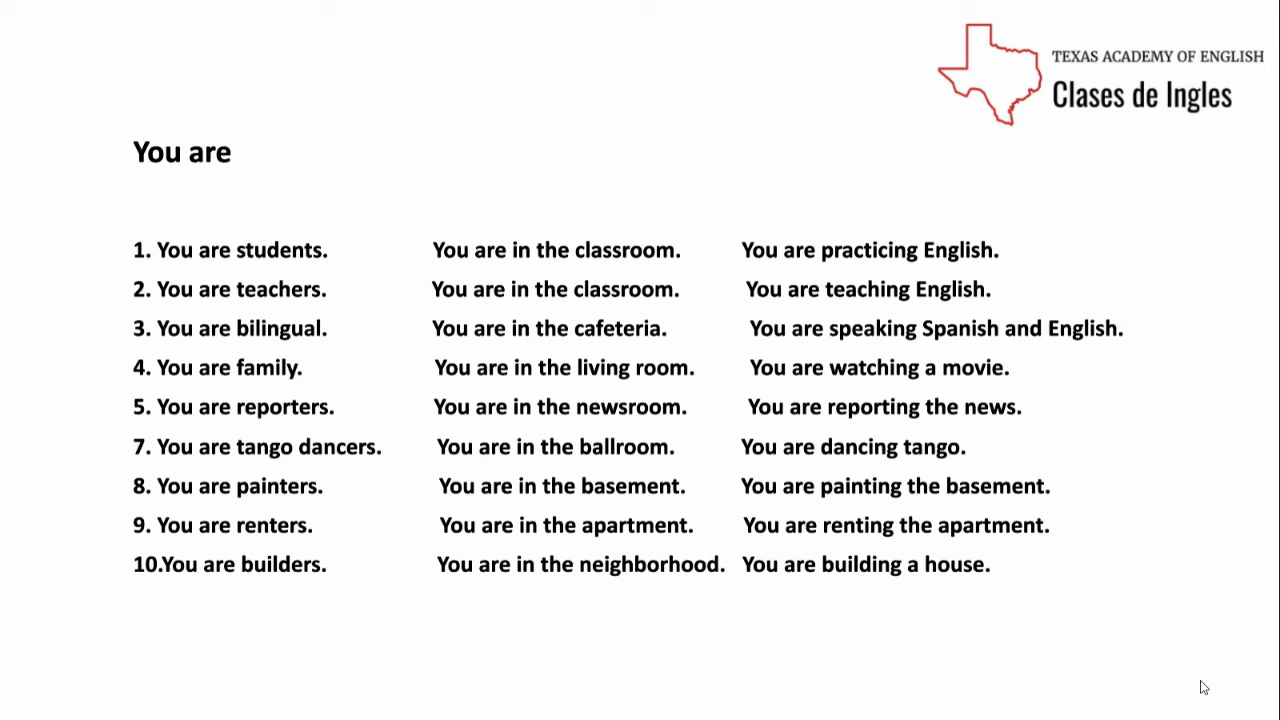 TEXAS ACADEMY OF ENGLISH
Clases de Ingles
You are
1. You are students. You are in the classroom. You are practicing English.
2. You are teachers. You are in the classroom. You are teaching English.
3. You are bilingual. You are in the cafeteria. You are speaking Spanish and English.
4. You are family. You are in the living room. You are watching a movie.
5. You are reporters. You are in the newsroom. You are reporting the news.
7. You are tango dancers. You are in the ballroom. You are dancing tango.
8. You are painters. You are in the basement. You are painting the basement.
9. You are renters. You are in the apartment. You are renting the apartment.
10.You are builders. You are in the neighborhood. You are building a house.